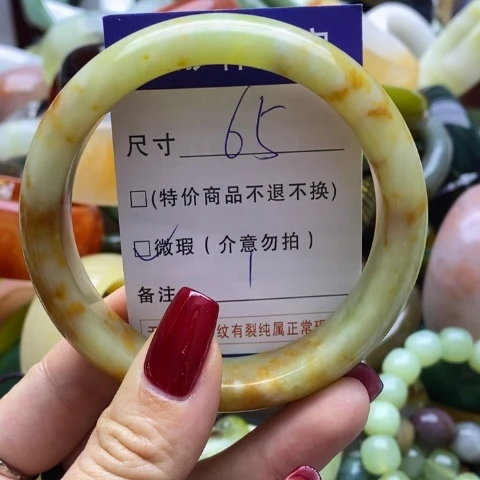 尺寸 65
□(特价商品不退不换)
☑微瑕（介意勿拍）
备注
纹有裂纯属正常